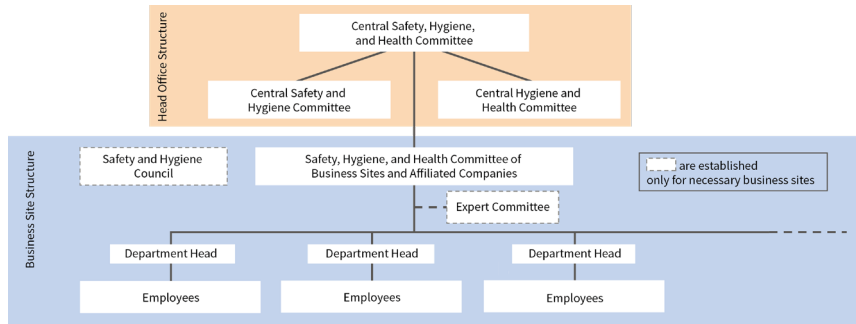 Head Office Structure
Central Safety, Hygiene,
and Health Committee
Central Safety and
Hygiene Committee
Central Hygiene and
Health Committee
Business Site Structure
Safety and Hygiene
Council
Safety, Hygiene, and Health Committee of
Business Sites and Affiliated Companies
are established
only for necessary business sites
Expert Committee
Department Head
Department Head
Department Head
Employees
Employees
Employees